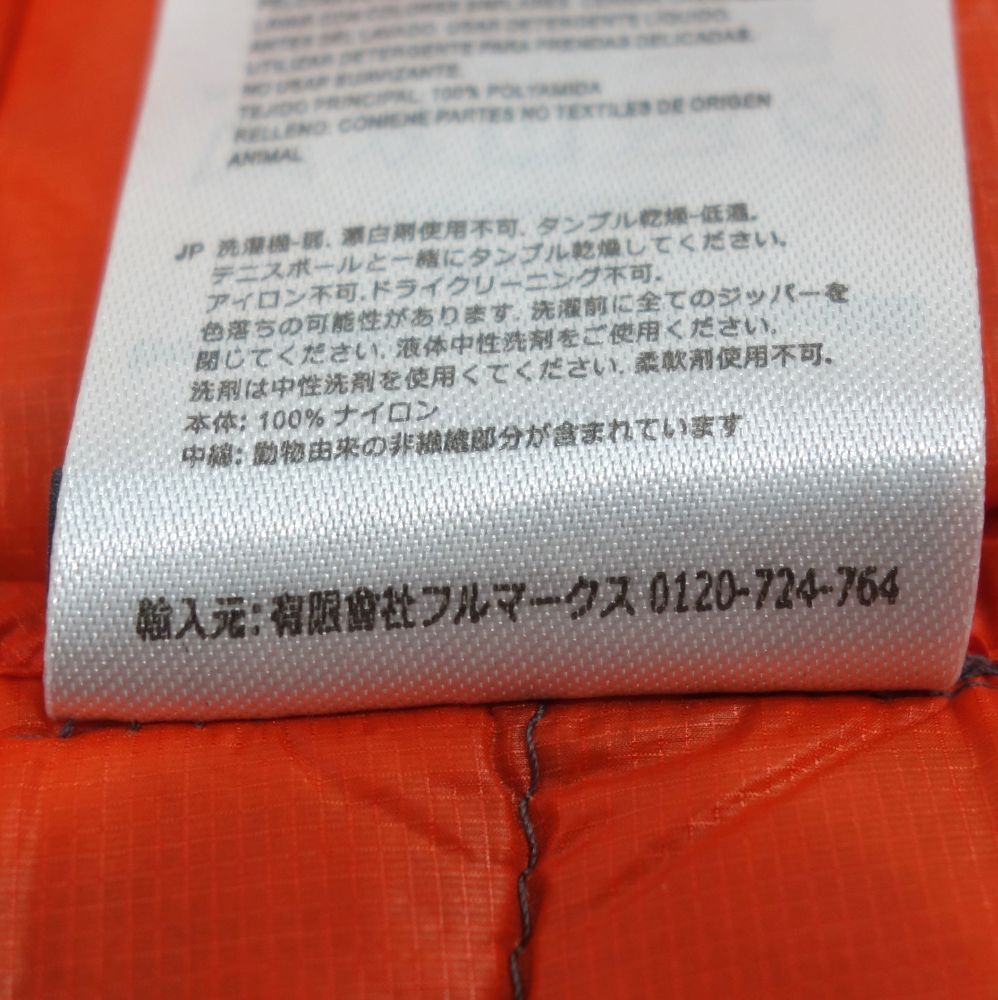 LAVAR CON COLORES SIMILARES.
ANTES DEL LAVADO. USAR DETERGENTE LÍQUIDO.
UTILIZAR DETERGENTE PARA PRENDAS DELICADAS.
NO USAR SUAVIZANTE.
TEJIDO PRINCIPAL, 100% POLYAMIDA
RELLENO: CONIENE PARTES NO TEXTILES DE ORIGEN
ANIMAL
JP 洗濯機-弱. 漂白剤使用不可. タンブル乾燥-低温.
テニスボールと一緒にタンブル乾燥してください.
アイロン不可.ドライクリーニング不可.
色落ちの可能性があります. 洗濯前に全てのジッパーを
閉じてください. 液体中性洗剤をご使用ください.
洗剤は中性洗剤を使用くてください. 柔軟剤使用不可.
本体: 100% ナイロン
中綿: 動物由来の非繊維部分が含まれています
輸入元: 有限會社フルマークス 0120-724-764